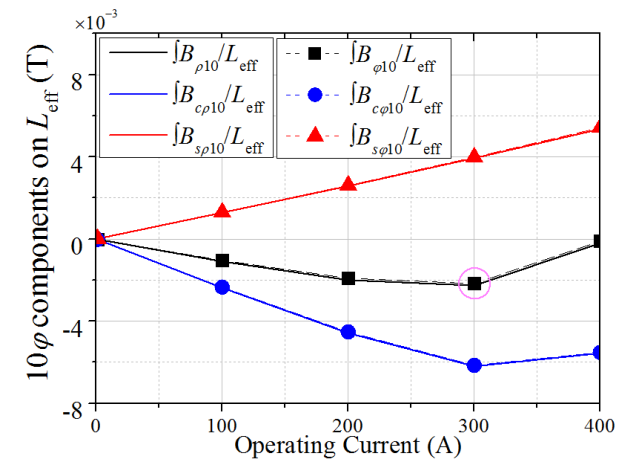 ×10⁻³
8
4
0
-4
-8
10φ components on L_eff (T)
∫B_ρ10/L_eff
∫B_cρ10/L_eff
∫B_sρ10/L_eff
∫B_φ10/L_eff
∫B_cφ10/L_eff
∫B_sφ10/L_eff
0 100 200 300 400
Operating Current (A)